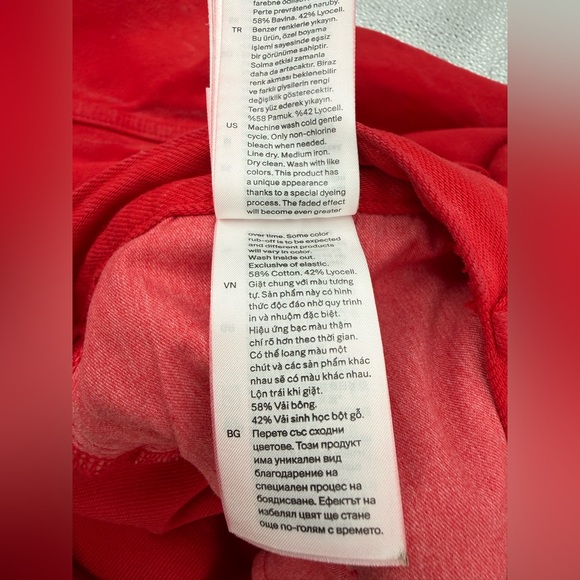 farebne odlišov
Perte prevrátené naruby.
58% Bavlna. 42% Lyocell.
TR Benzer renklerle yıkayın.
Bu ürün, özel boyama
işlemi sayesinde eşsiz
bir görünüme sahiptir.
Solma etkisi zamanla
daha da artacaktır. Biraz
renk akması beklenebilir
ve farklı giysilerin rengi
değişiklik gösterecektir.
Ters yüz ederek yıkayın.
%58 Pamuk. %42 Lyocell.
US Machine wash cold gentle
cycle. Only non-chlorine
bleach when needed.
Line dry. Medium iron.
Dry clean. Wash with like
colors. This product has
a unique appearance
thanks to a special dyeing
process. The faded effect
will become even greater
over time. Some color
rub-off is to be expected
and different products
will vary in color.
Wash inside out.
Exclusive of elastic.
58% Cotton. 42% Lyocell.
VN Giặt chung với màu tương
tự. Sản phẩm này có hình
thức độc đáo nhờ quy trình
in và nhuộm đặc biệt.
Hiệu ứng bạc màu thậm
chí rõ hơn theo thời gian.
Có thể loang màu một
chút và các sản phẩm khác
nhau sẽ có màu khác nhau.
Lộn trái khi giặt.
58% Vải bông.
42% Vải sinh học bột gỗ.
BG Перете със сходни
цветове. Този продукт
има уникален вид
благодарение на
специален процес на
боядисване. Ефектът на
избелял цвят ще стане
още по-голям с времето.